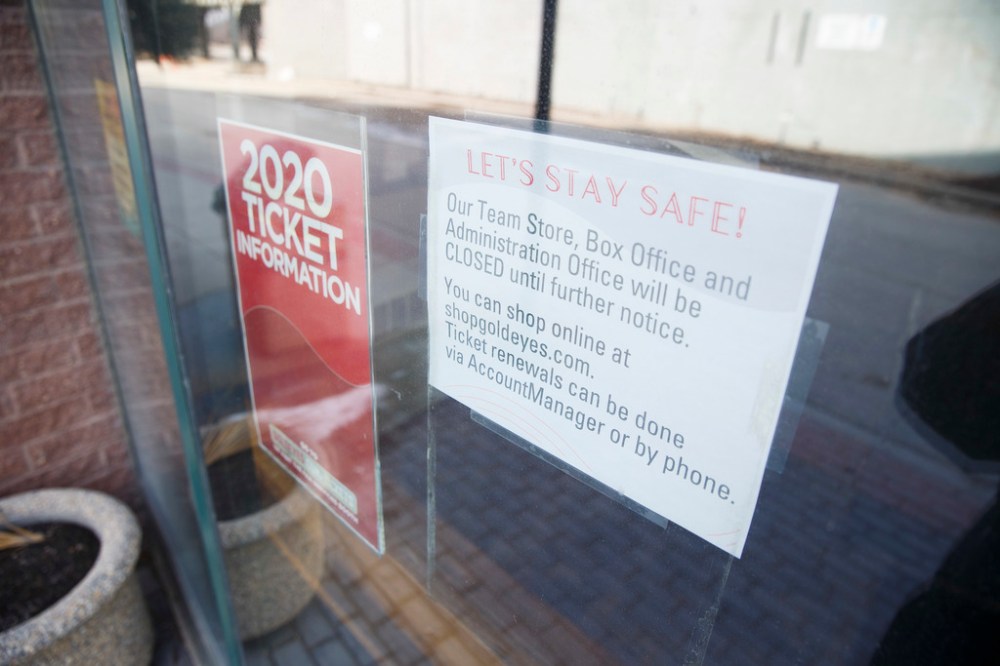 2020
TICKET
INFORMATION
LET'S STAY SAFE!
Our Team Store, Box Office and
Administration Office will be
CLOSED until further notice.
You can shop online at
shopgoldeyes.com.
Ticket renewals can be done
via AccountManager or by phone.